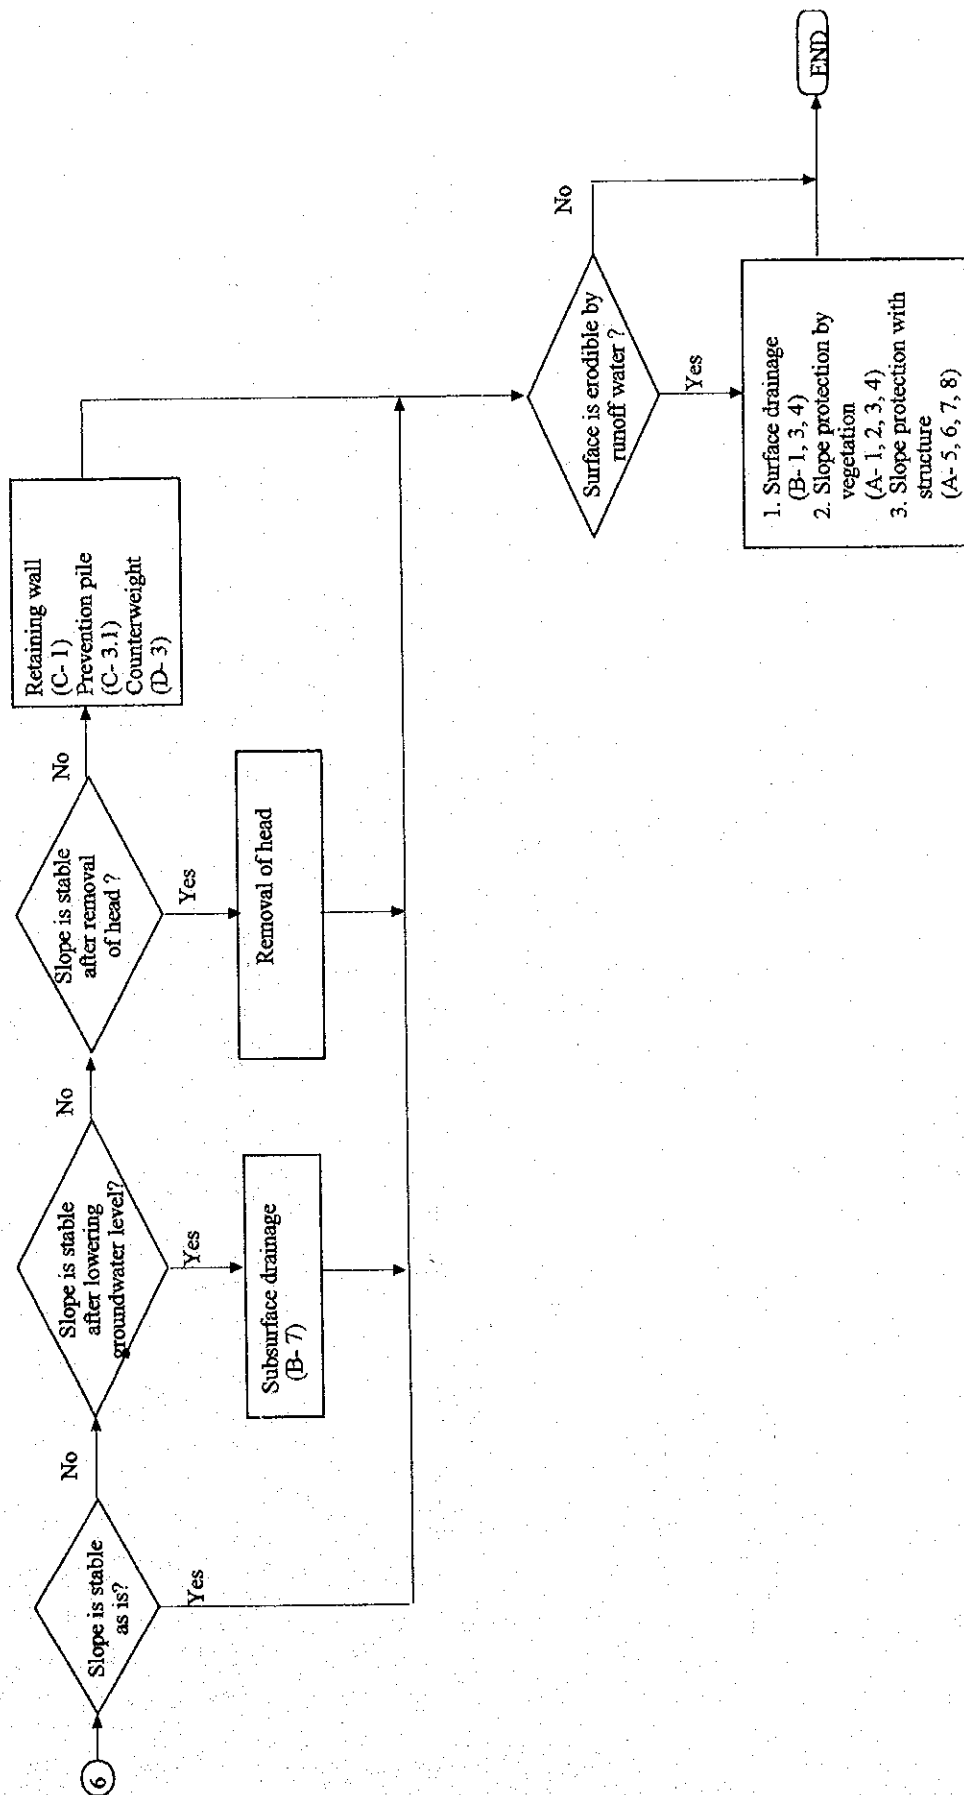 6
Slope is stable
as is?
No
Yes
Slope is stable
after lowering
groundwater level?
No
Yes
Subsurface drainage
(B- 7)
Slope is stable
after removal
of head ?
No
Yes
Removal of head
Retaining wall
(C- 1)
Prevention pile
(C- 3.1)
Counterweight
(D- 3)
Surface is erodible by
runoff water ?
No
Yes
1. Surface drainage
(B- 1, 3, 4)
2. Slope protection by
vegetation
(A- 1, 2, 3, 4)
3. Slope protection with
structure
(A- 5, 6, 7, 8)
END